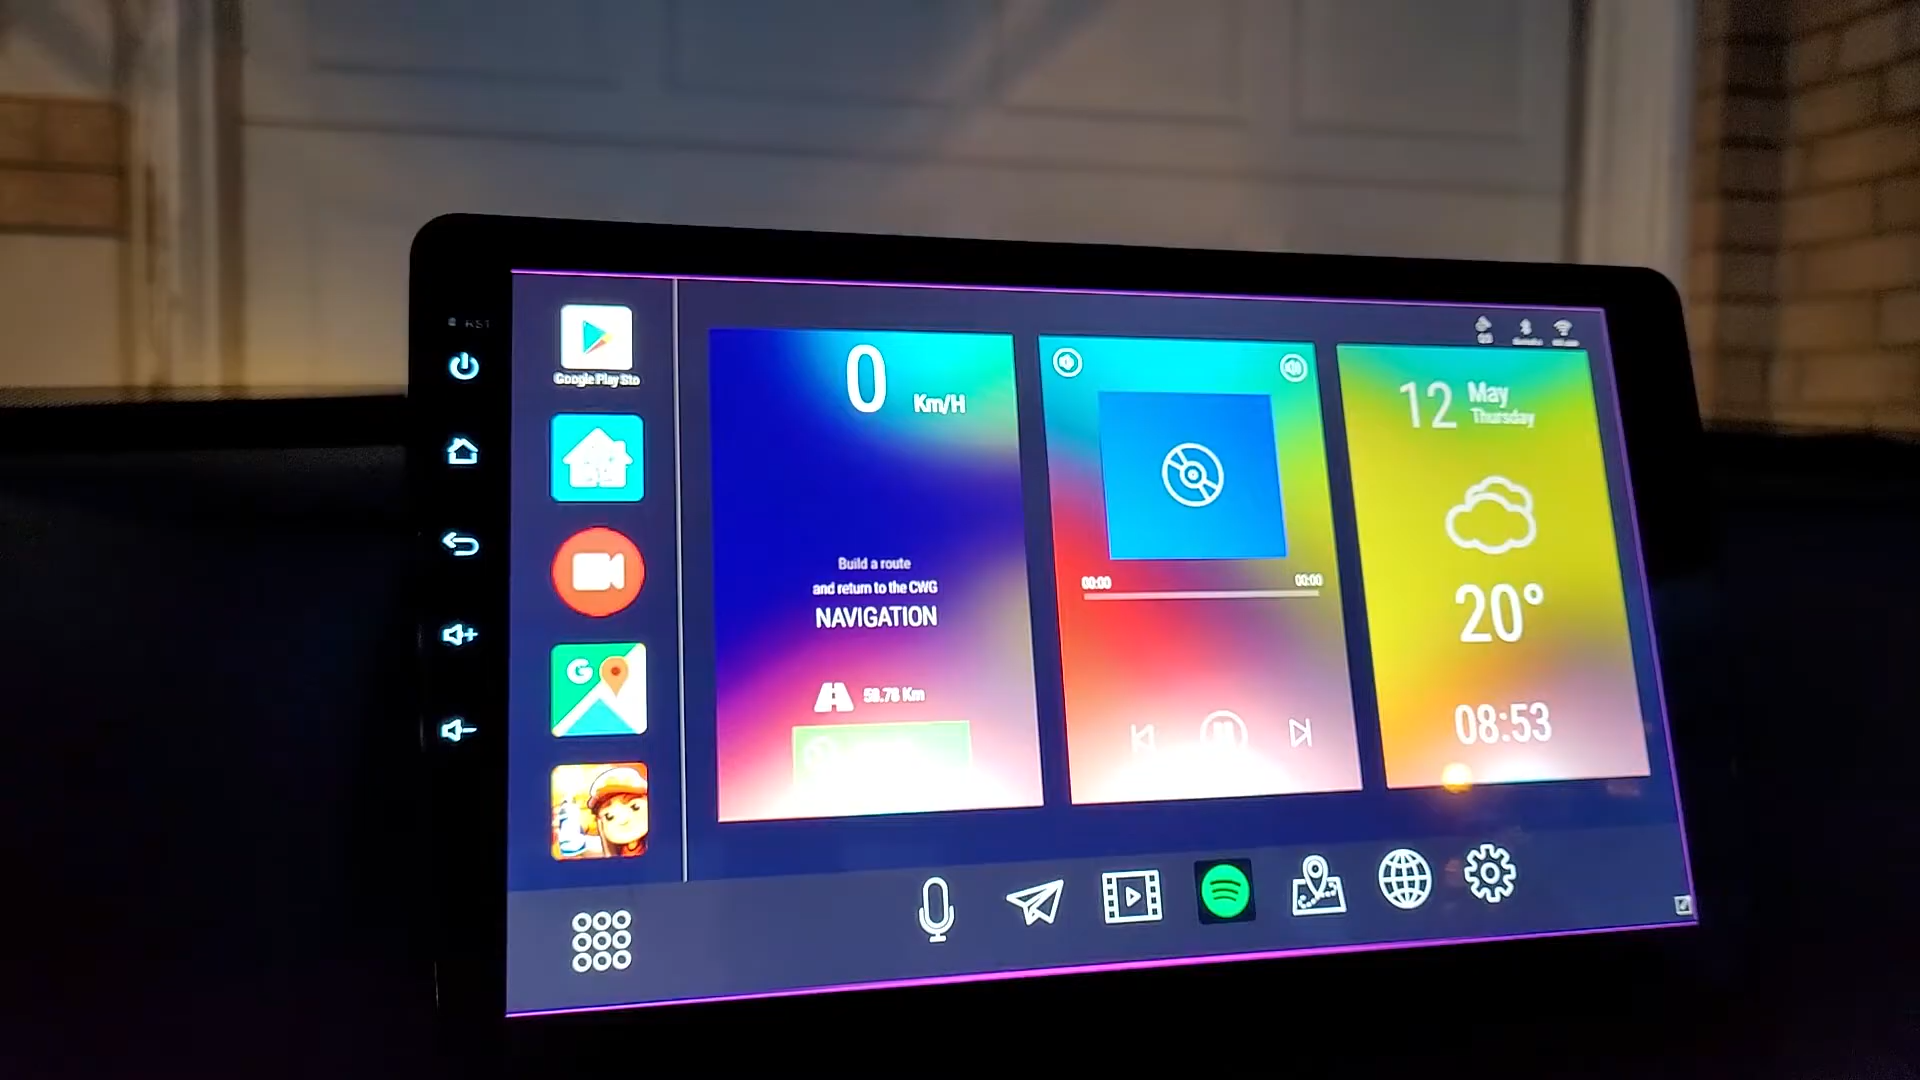 RST
Google Play Sto
G
0
Km/H
Build a route
and return to the CWG
NAVIGATION
58.78 Km
00:00
00:00
12
May
Thursday
20°
08:53